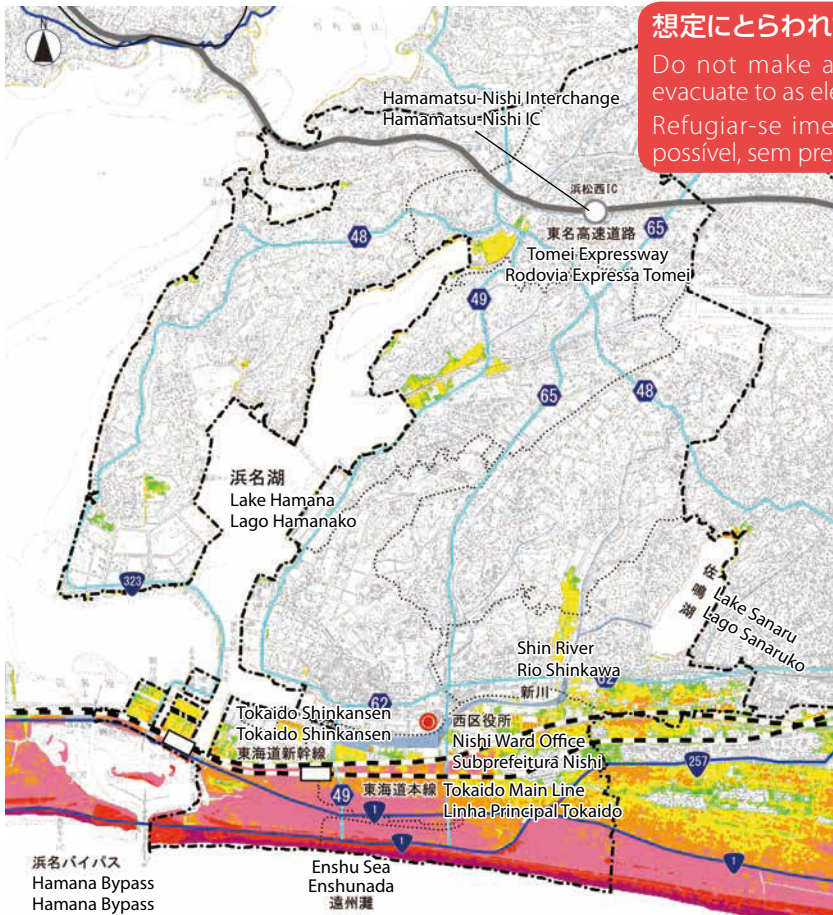 想定にとらわれ
Do not make a
evacuate to as ele
Refugiar-se ime
possível, sem pre
Hamamatsu-Nishi Interchange
Hamamatsu-Nishi IC
浜松西IC
東名高速道路
Tomei Expressway
Rodovia Expressa Tomei
65
48
49
65
48
浜名湖
Lake Hamana
Lago Hamanako
323
佐鳴湖
Lake Sanaru
Lago Sanaruko
Shin River
Rio Shinkawa
新川
62
62
Tokaido Shinkansen
Tokaido Shinkansen
東海道新幹線
西区役所
Nishi Ward Office
Subprefeitura Nishi
257
49
東海道本線
Tokaido Main Line
Linha Principal Tokaido
1
1
1
浜名バイパス
Hamana Bypass
Hamana Bypass
Enshu Sea
Enshunada
遠州灘